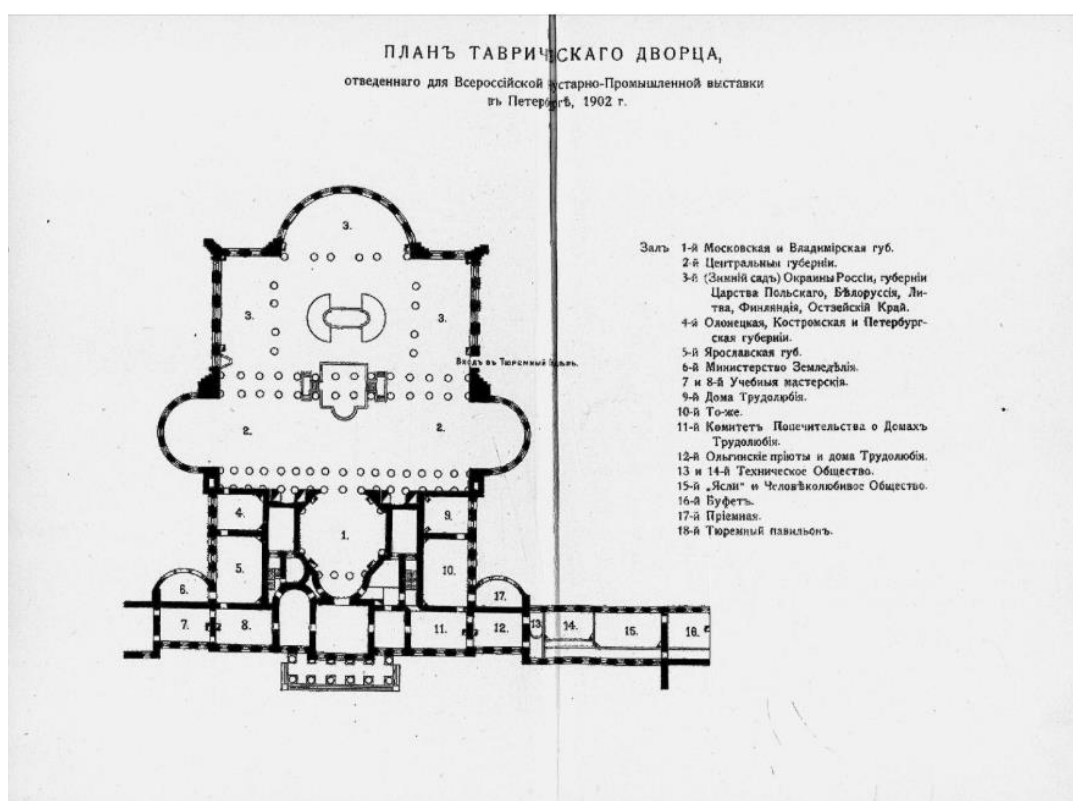 ПЛАНЪ ТАВРИЧЕСКАГО ДВОРЦА,
отведеннаго для Всероссійской кустарно-Промышленной выставки
въ Петербургѣ, 1902 г.
3.
3.
3.
Входъ въ Тюремный
2.
2.
4.
9.
1.
5.
10.
6.
17.
7.
8.
11.
12.
13.
14.
15.
16.
Залъ 1-й Московская и Владимірская губ.
2-й Центральныя губерніи.
3-й (Зимній садъ) Окраины Россіи, губерніи
Царства Польскаго, Бѣлоруссія, Ли-
тва, Финляндія, Остзейскій Край.
4-й Олонецкая, Костромская и Петербург-
ская губерніи.
5-й Ярославская губ.
6-й Министерство Земледѣлія.
7 и 8-й Учебныя мастерскія.
9-й Дома Трудолюбія.
10-й То-же.
11-й Комитетъ Попечительства о Домахъ
Трудолюбія.
12-й Ольгинскіе пріюты и дома Трудолюбія.
13 и 14-й Техническое Общество.
15-й „Ясли“ и Человѣколюбивое Общество.
16-й Буфетъ.
17-й Пріемная.
18-й Тюремный павильонъ.